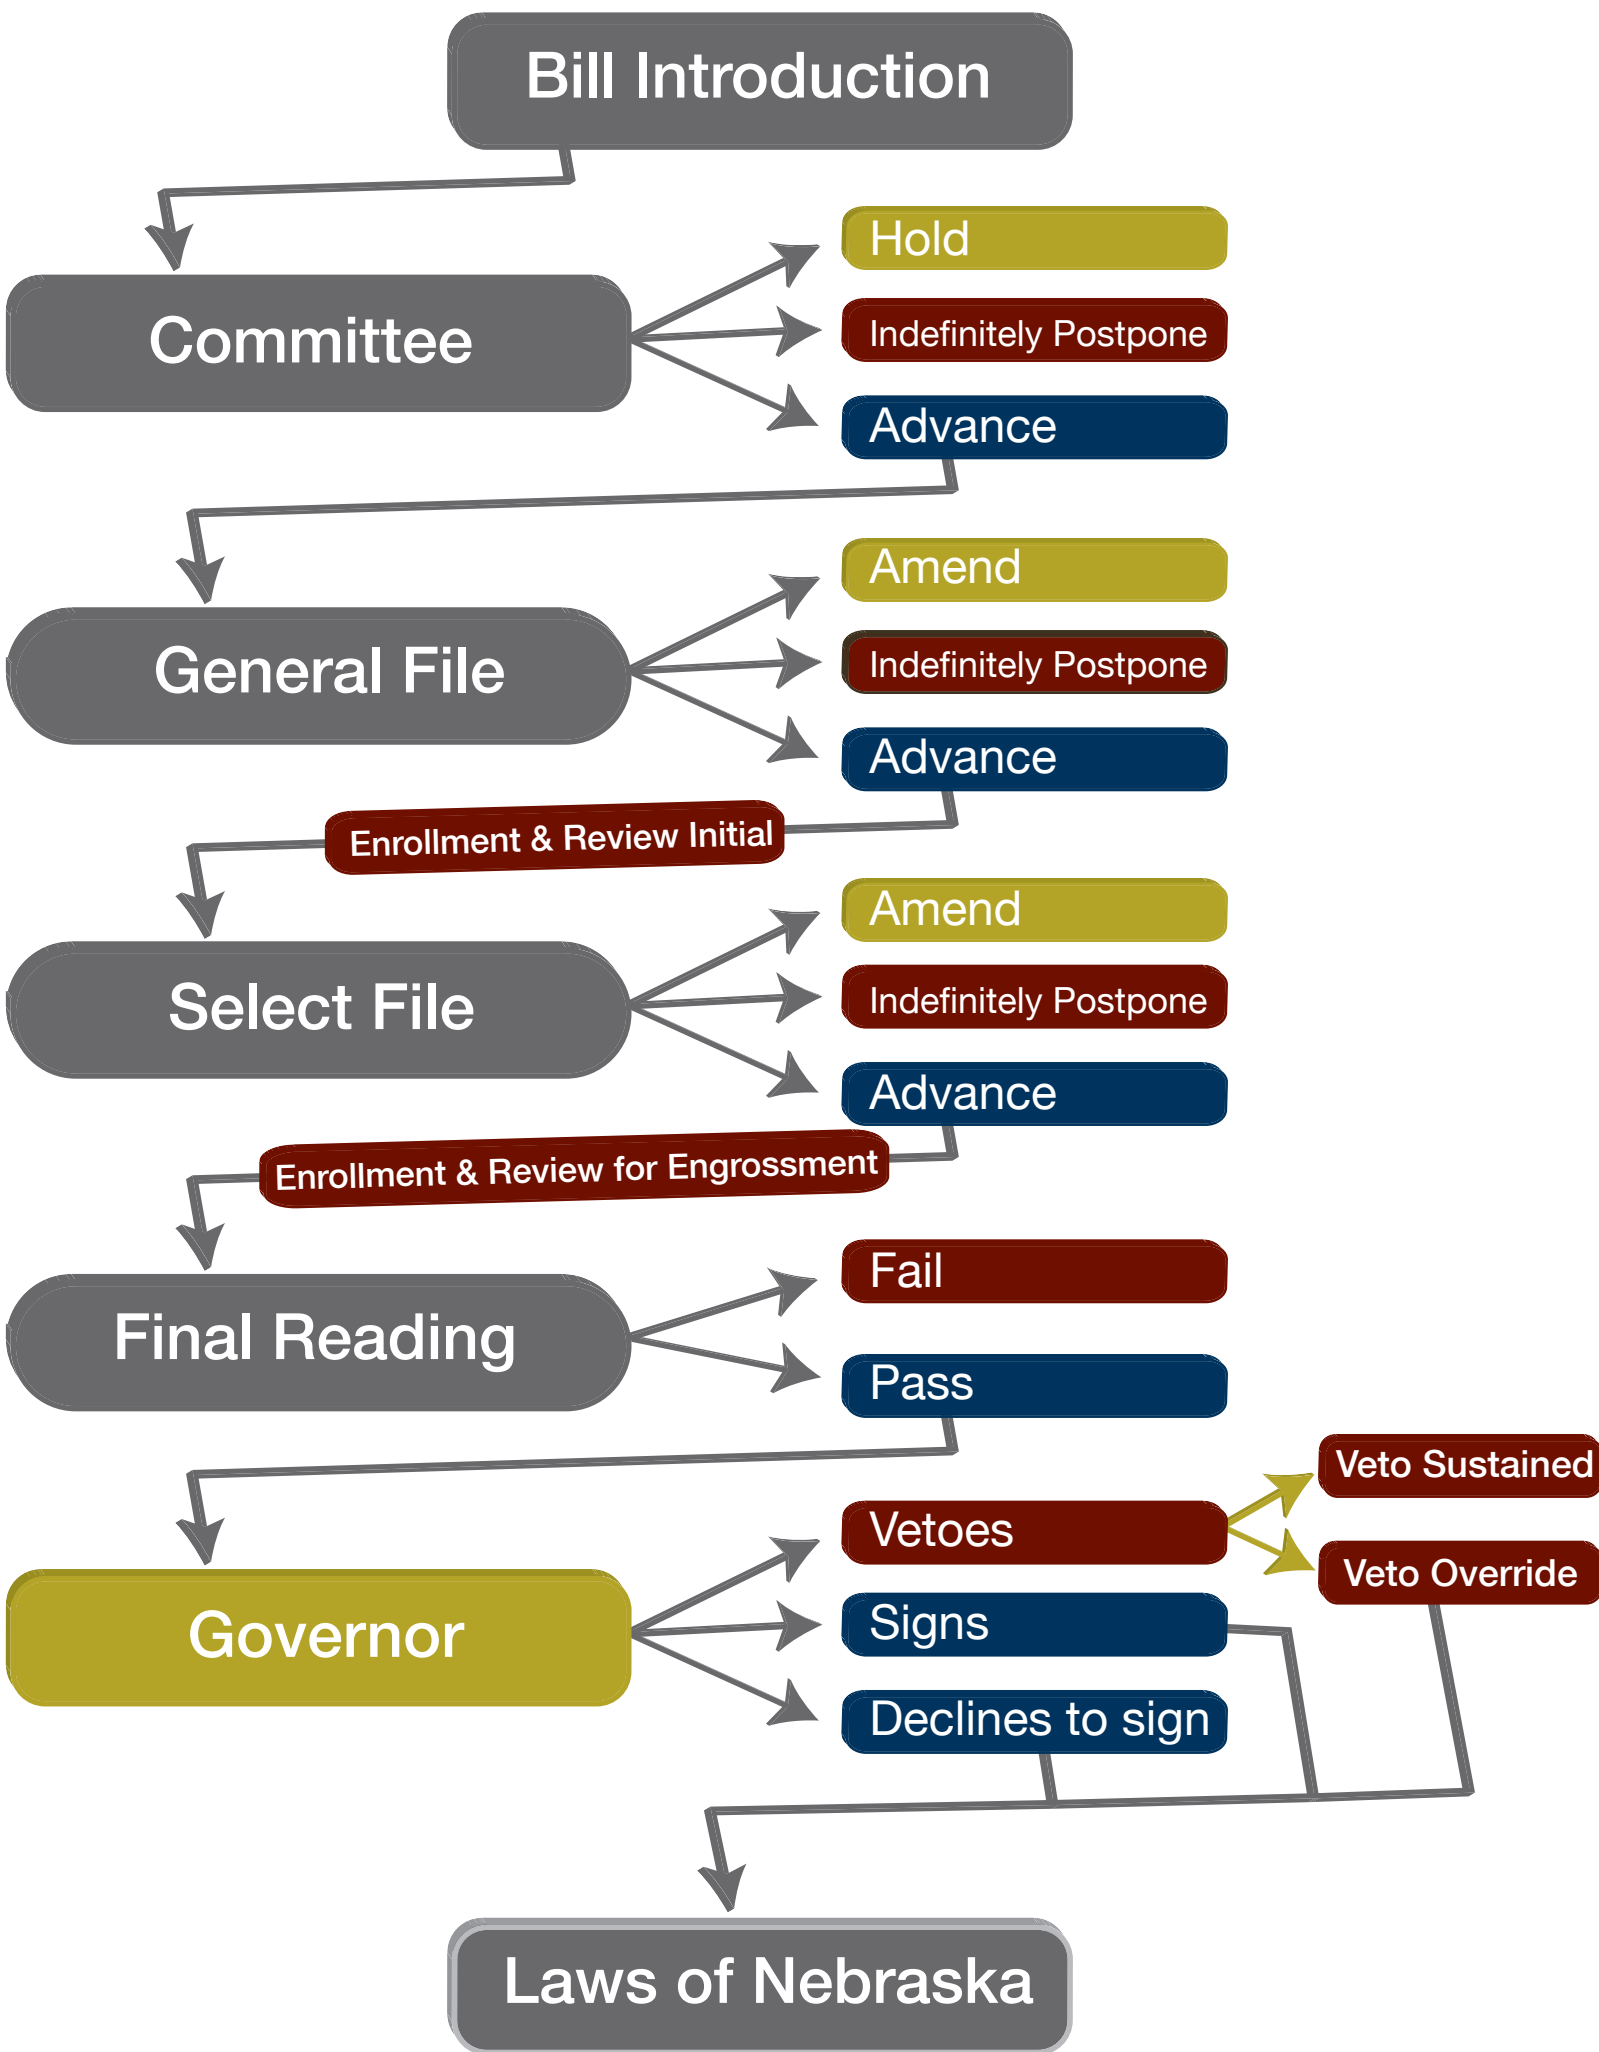 Bill Introduction
Committee
Hold
Indefinitely Postpone
Advance
General File
Amend
Indefinitely Postpone
Advance
Enrollment & Review Initial
Select File
Amend
Indefinitely Postpone
Advance
Enrollment & Review for Engrossment
Final Reading
Fail
Pass
Governor
Vetoes
Veto Sustained
Veto Override
Signs
Declines to sign
Laws of Nebraska